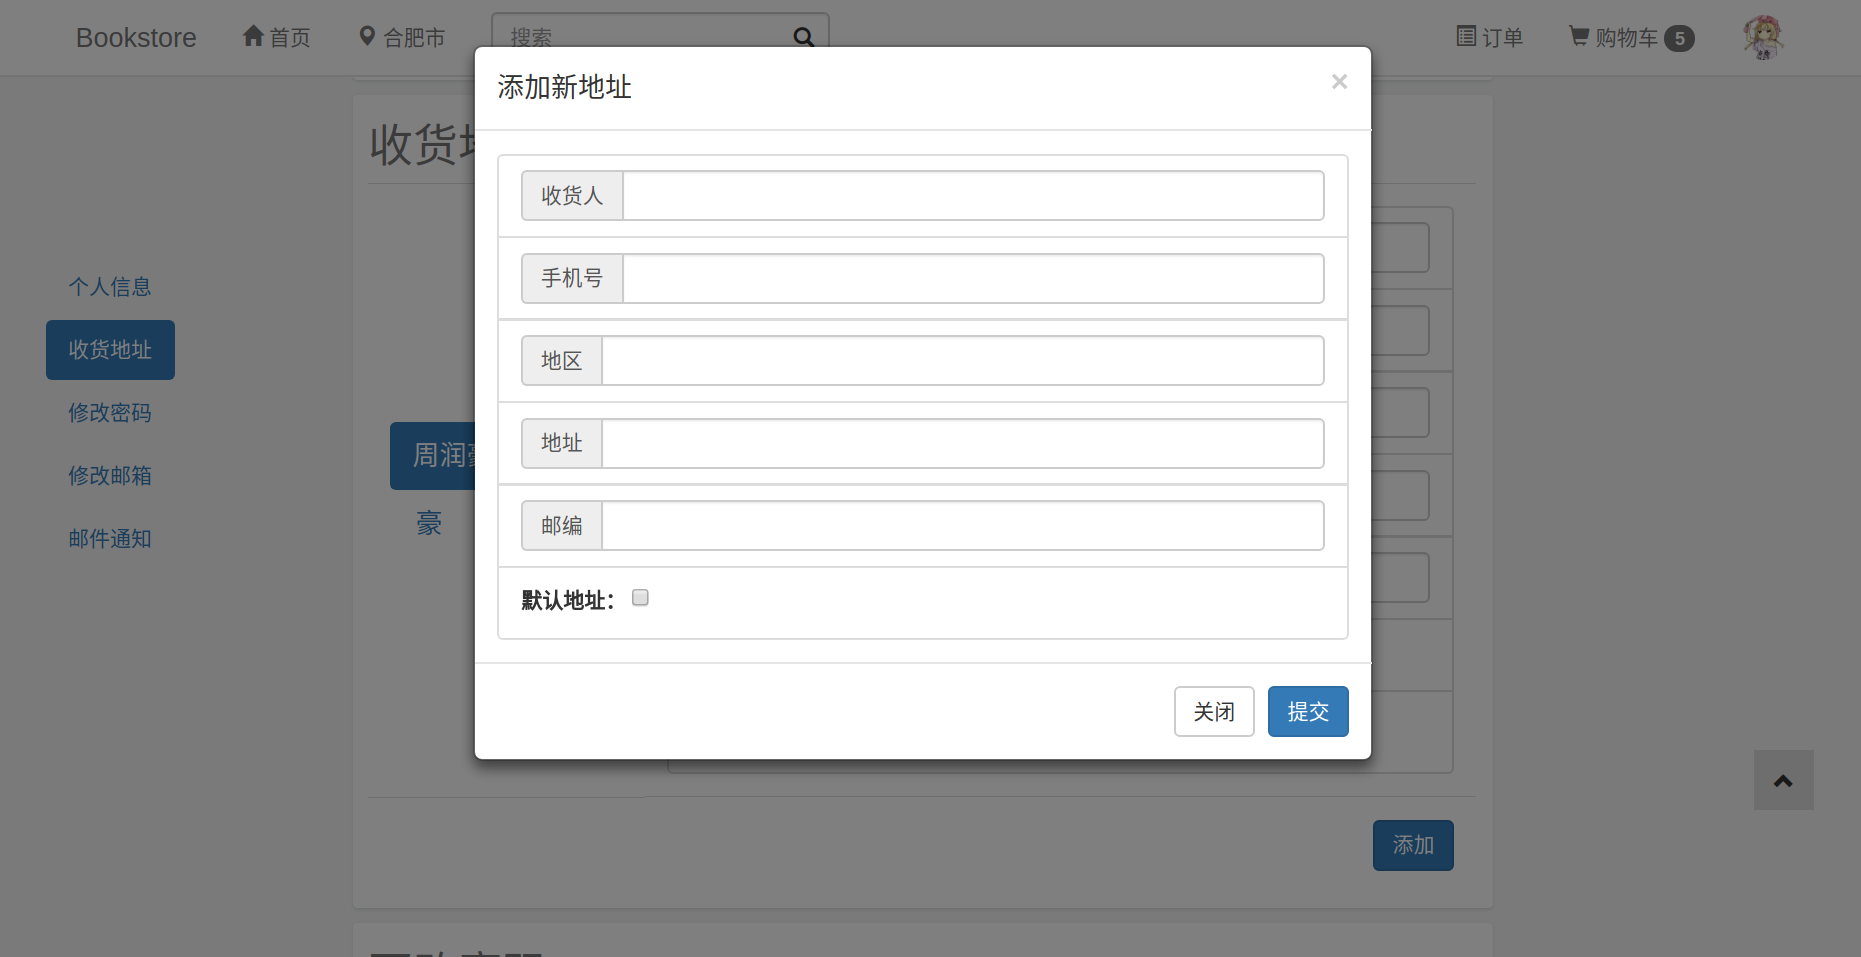 Bookstore 首页 合肥市 搜索 订单 购物车 5
添加新地址 ×
收货
收货人
手机号
地区
地址
邮编
默认地址：
关闭 提交
个人信息
收货地址
修改密码
修改邮箱
邮件通知
周润
豪
添加